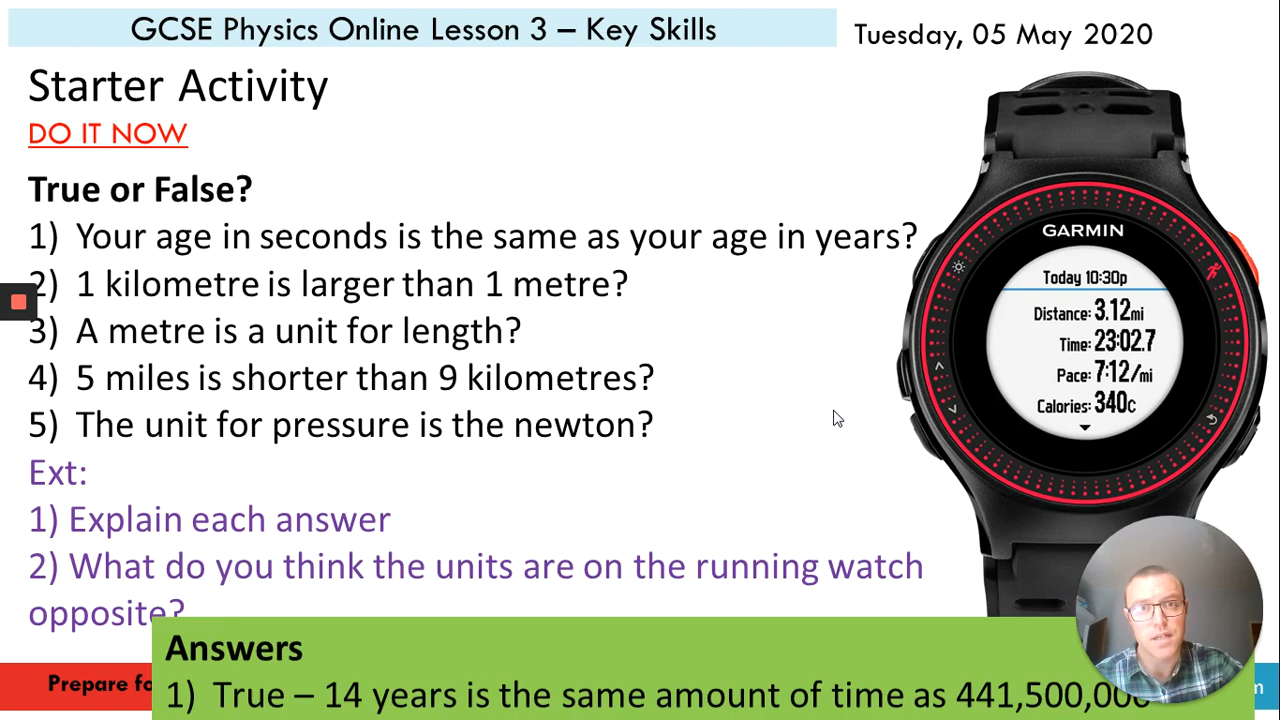 GCSE Physics Online Lesson 3 – Key Skills
Tuesday, 05 May 2020
Starter Activity
DO IT NOW
True or False?
1) Your age in seconds is the same as your age in years?
2) 1 kilometre is larger than 1 metre?
3) A metre is a unit for length?
4) 5 miles is shorter than 9 kilometres?
5) The unit for pressure is the newton?
Ext:
1) Explain each answer
2) What do you think the units are on the running watch
opposite?
GARMIN
Today 10:30p
Distance: 3.12mi
Time: 23:02.7
Pace: 7:12/mi
Calories: 340C
Answers
Prepare
1) True – 14 years is the same amount of time as 441,500,000